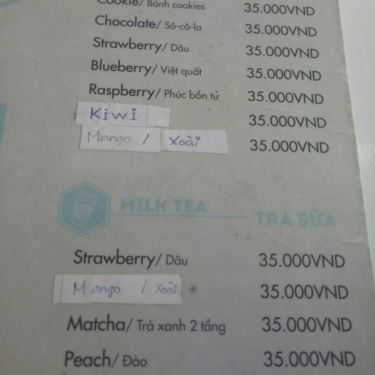 Cookie/ Bánh cookies 35.000VND
Chocolate/ Sô-cô-la 35.000VND
Strawberry/ Dâu 35.000VND
Blueberry/ Việt quất 35.000VND
Raspberry/ Phúc bồn tử 35.000VND
Kiwi 35.000VND
Mango / Xoài 35.000VND
MILK TEA TRÀ SỮA
Strawberry/ Dâu 35.000VND
Mango / Xoài 35.000VND
Matcha/ Trà xanh 2 tầng 35.000VND
Peach/ Đào 35.000VND